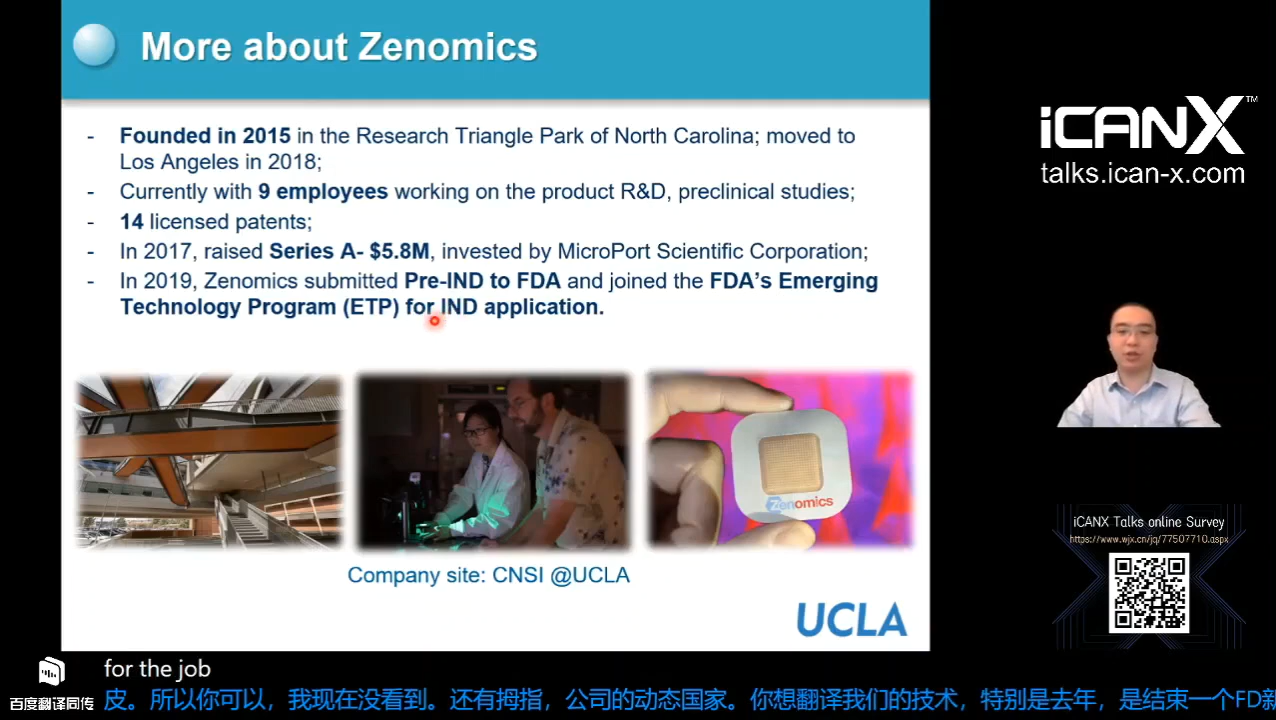 More about Zenomics
- Founded in 2015 in the Research Triangle Park of North Carolina; moved to
Los Angeles in 2018;
- Currently with 9 employees working on the product R&D, preclinical studies;
- 14 licensed patents;
- In 2017, raised Series A- $5.8M, invested by MicroPort Scientific Corporation;
- In 2019, Zenomics submitted Pre-IND to FDA and joined the FDA's Emerging
Technology Program (ETP) for IND application.
Zenomics
Company site: CNSI @UCLA
UCLA
iCANX™
talks.ican-x.com
iCANX Talks online Survey
https://www.wjx.cn/jq/77507710.aspx
for the job
百度翻译同传
皮。所以你可以，我现在没看到。还有拇指，公司的动态国家。你想翻译我们的技术，特别是去年，是结束一个FD新